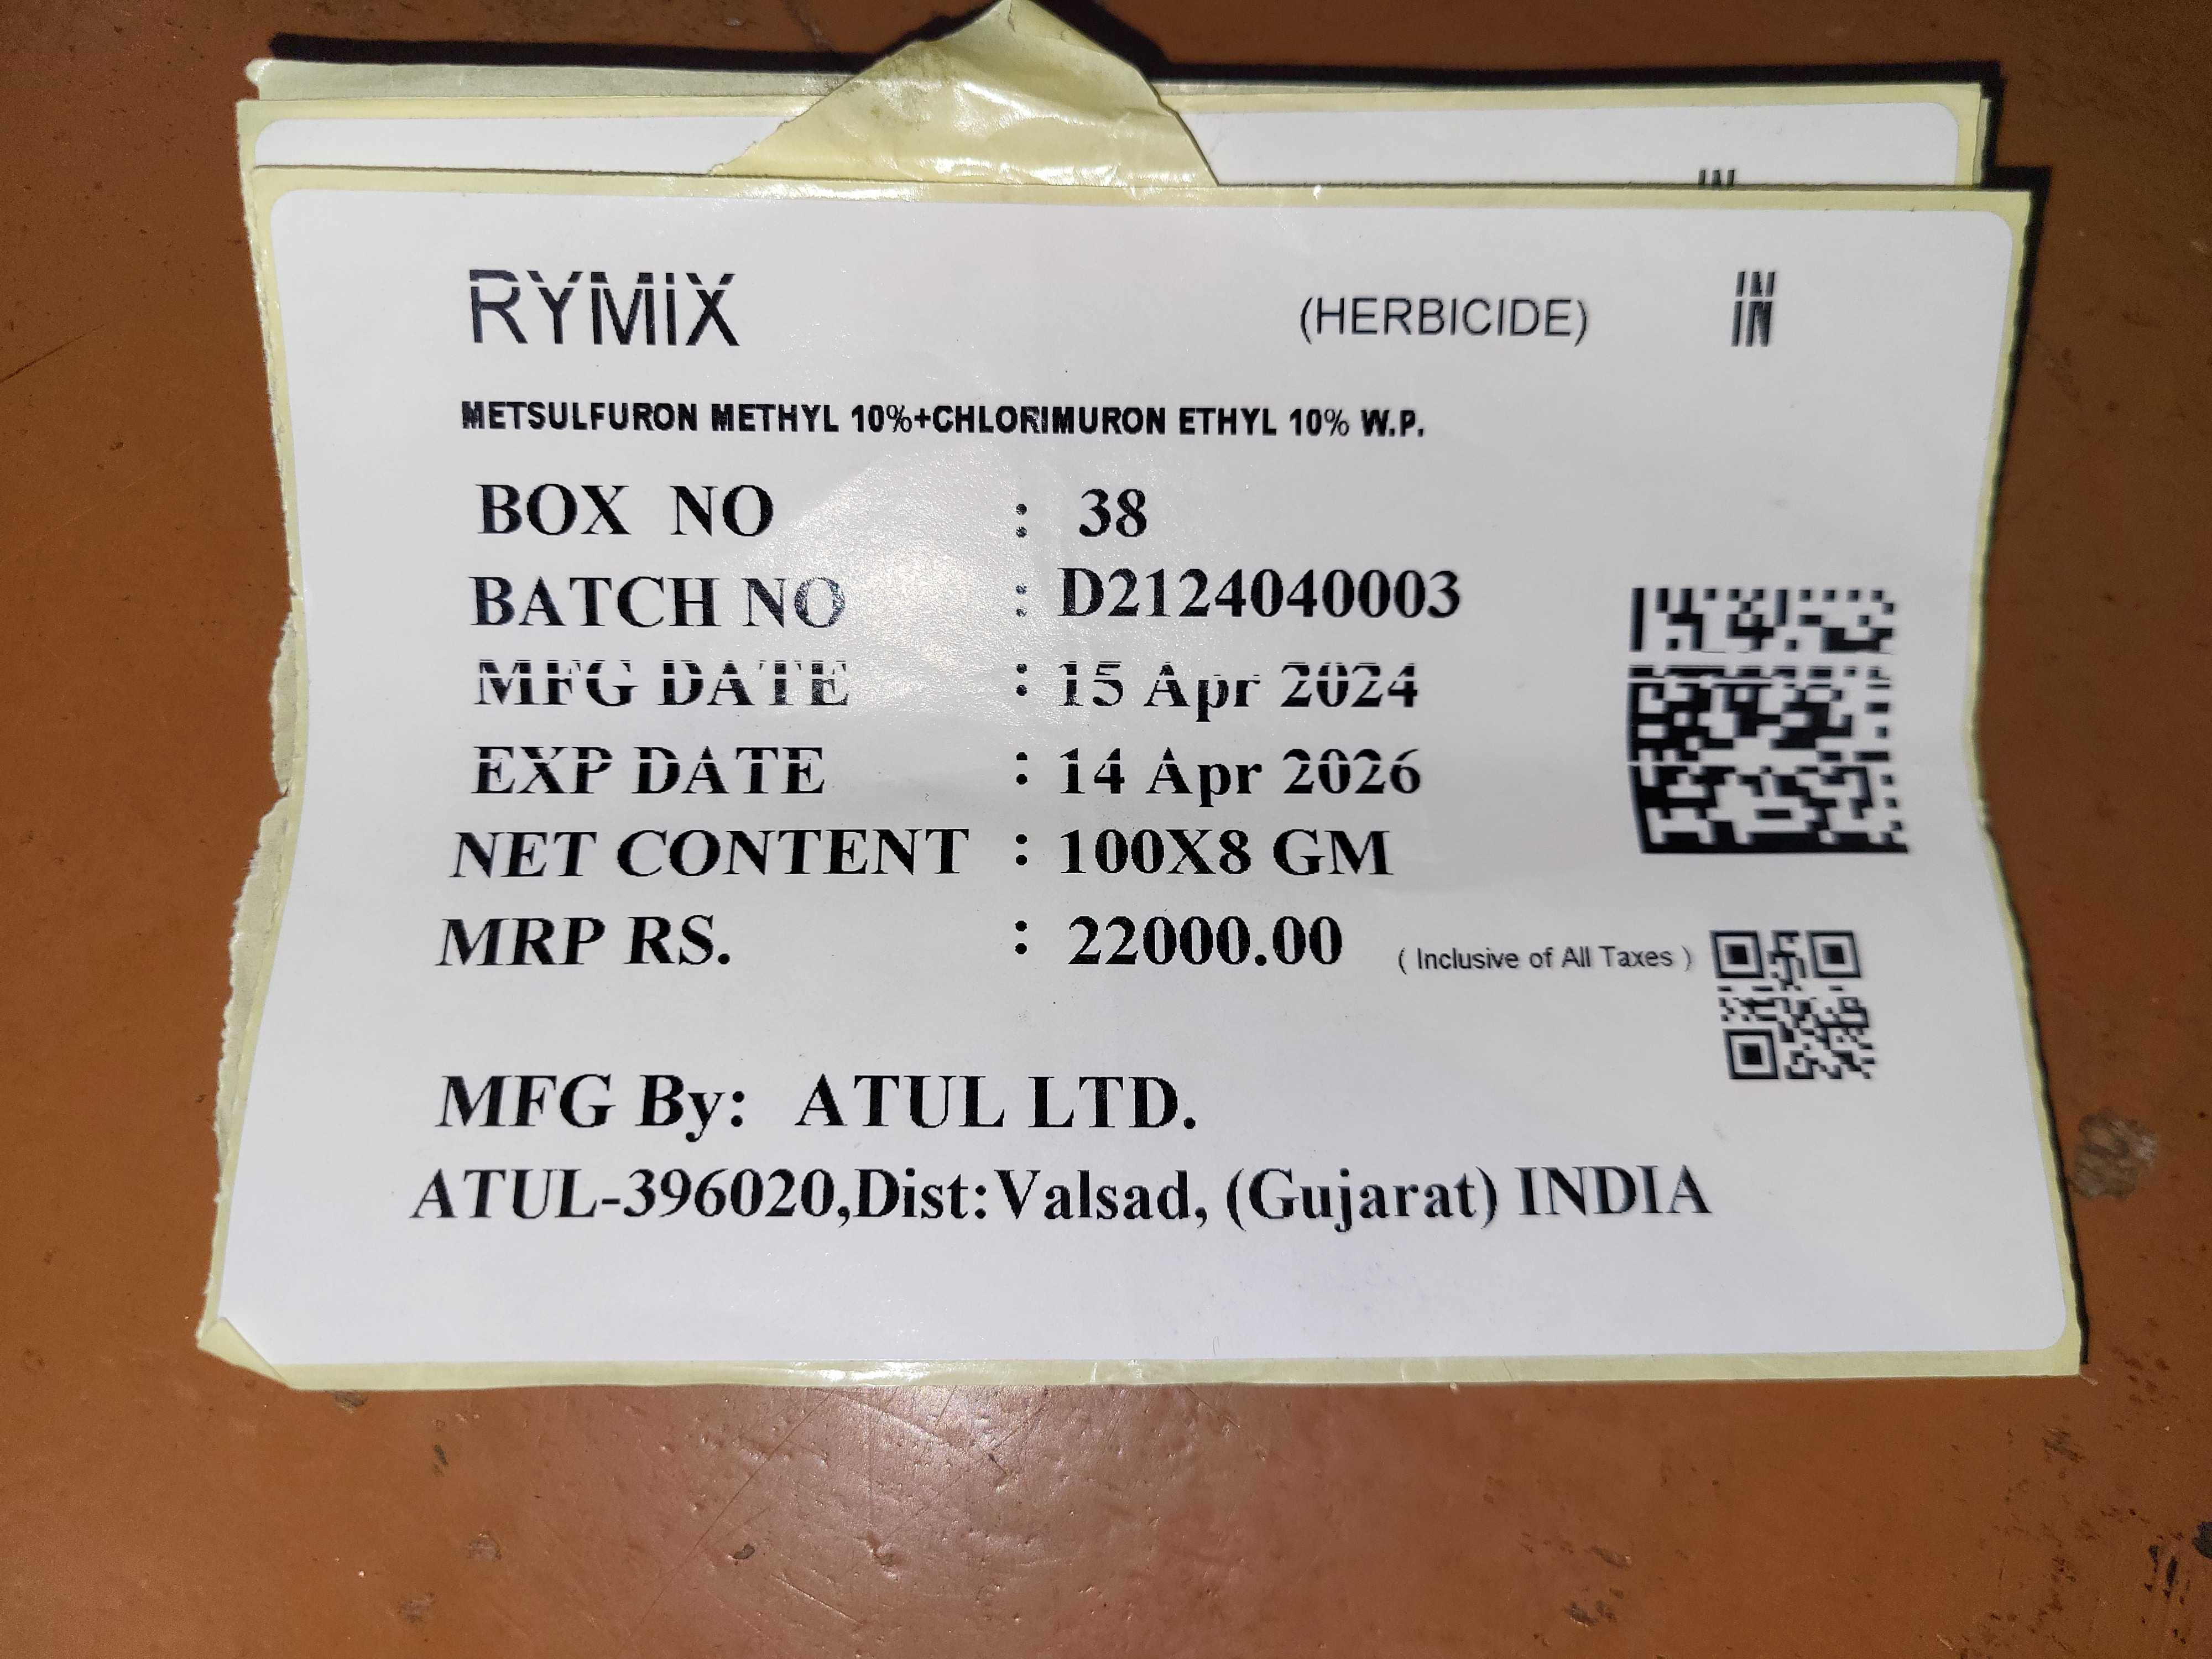 IN
RYMIX (HERBICIDE) IN
METSULFURON METHYL 10%+CHLORIMURON ETHYL 10% W.P.
BOX NO : 38
BATCH NO : D2124040003
MFG DATE : 15 Apr 2024
EXP DATE : 14 Apr 2026
NET CONTENT : 100X8 GM
MRP RS. : 22000.00 ( Inclusive of All Taxes )
MFG By: ATUL LTD.
ATUL-396020,Dist:Valsad, (Gujarat) INDIA